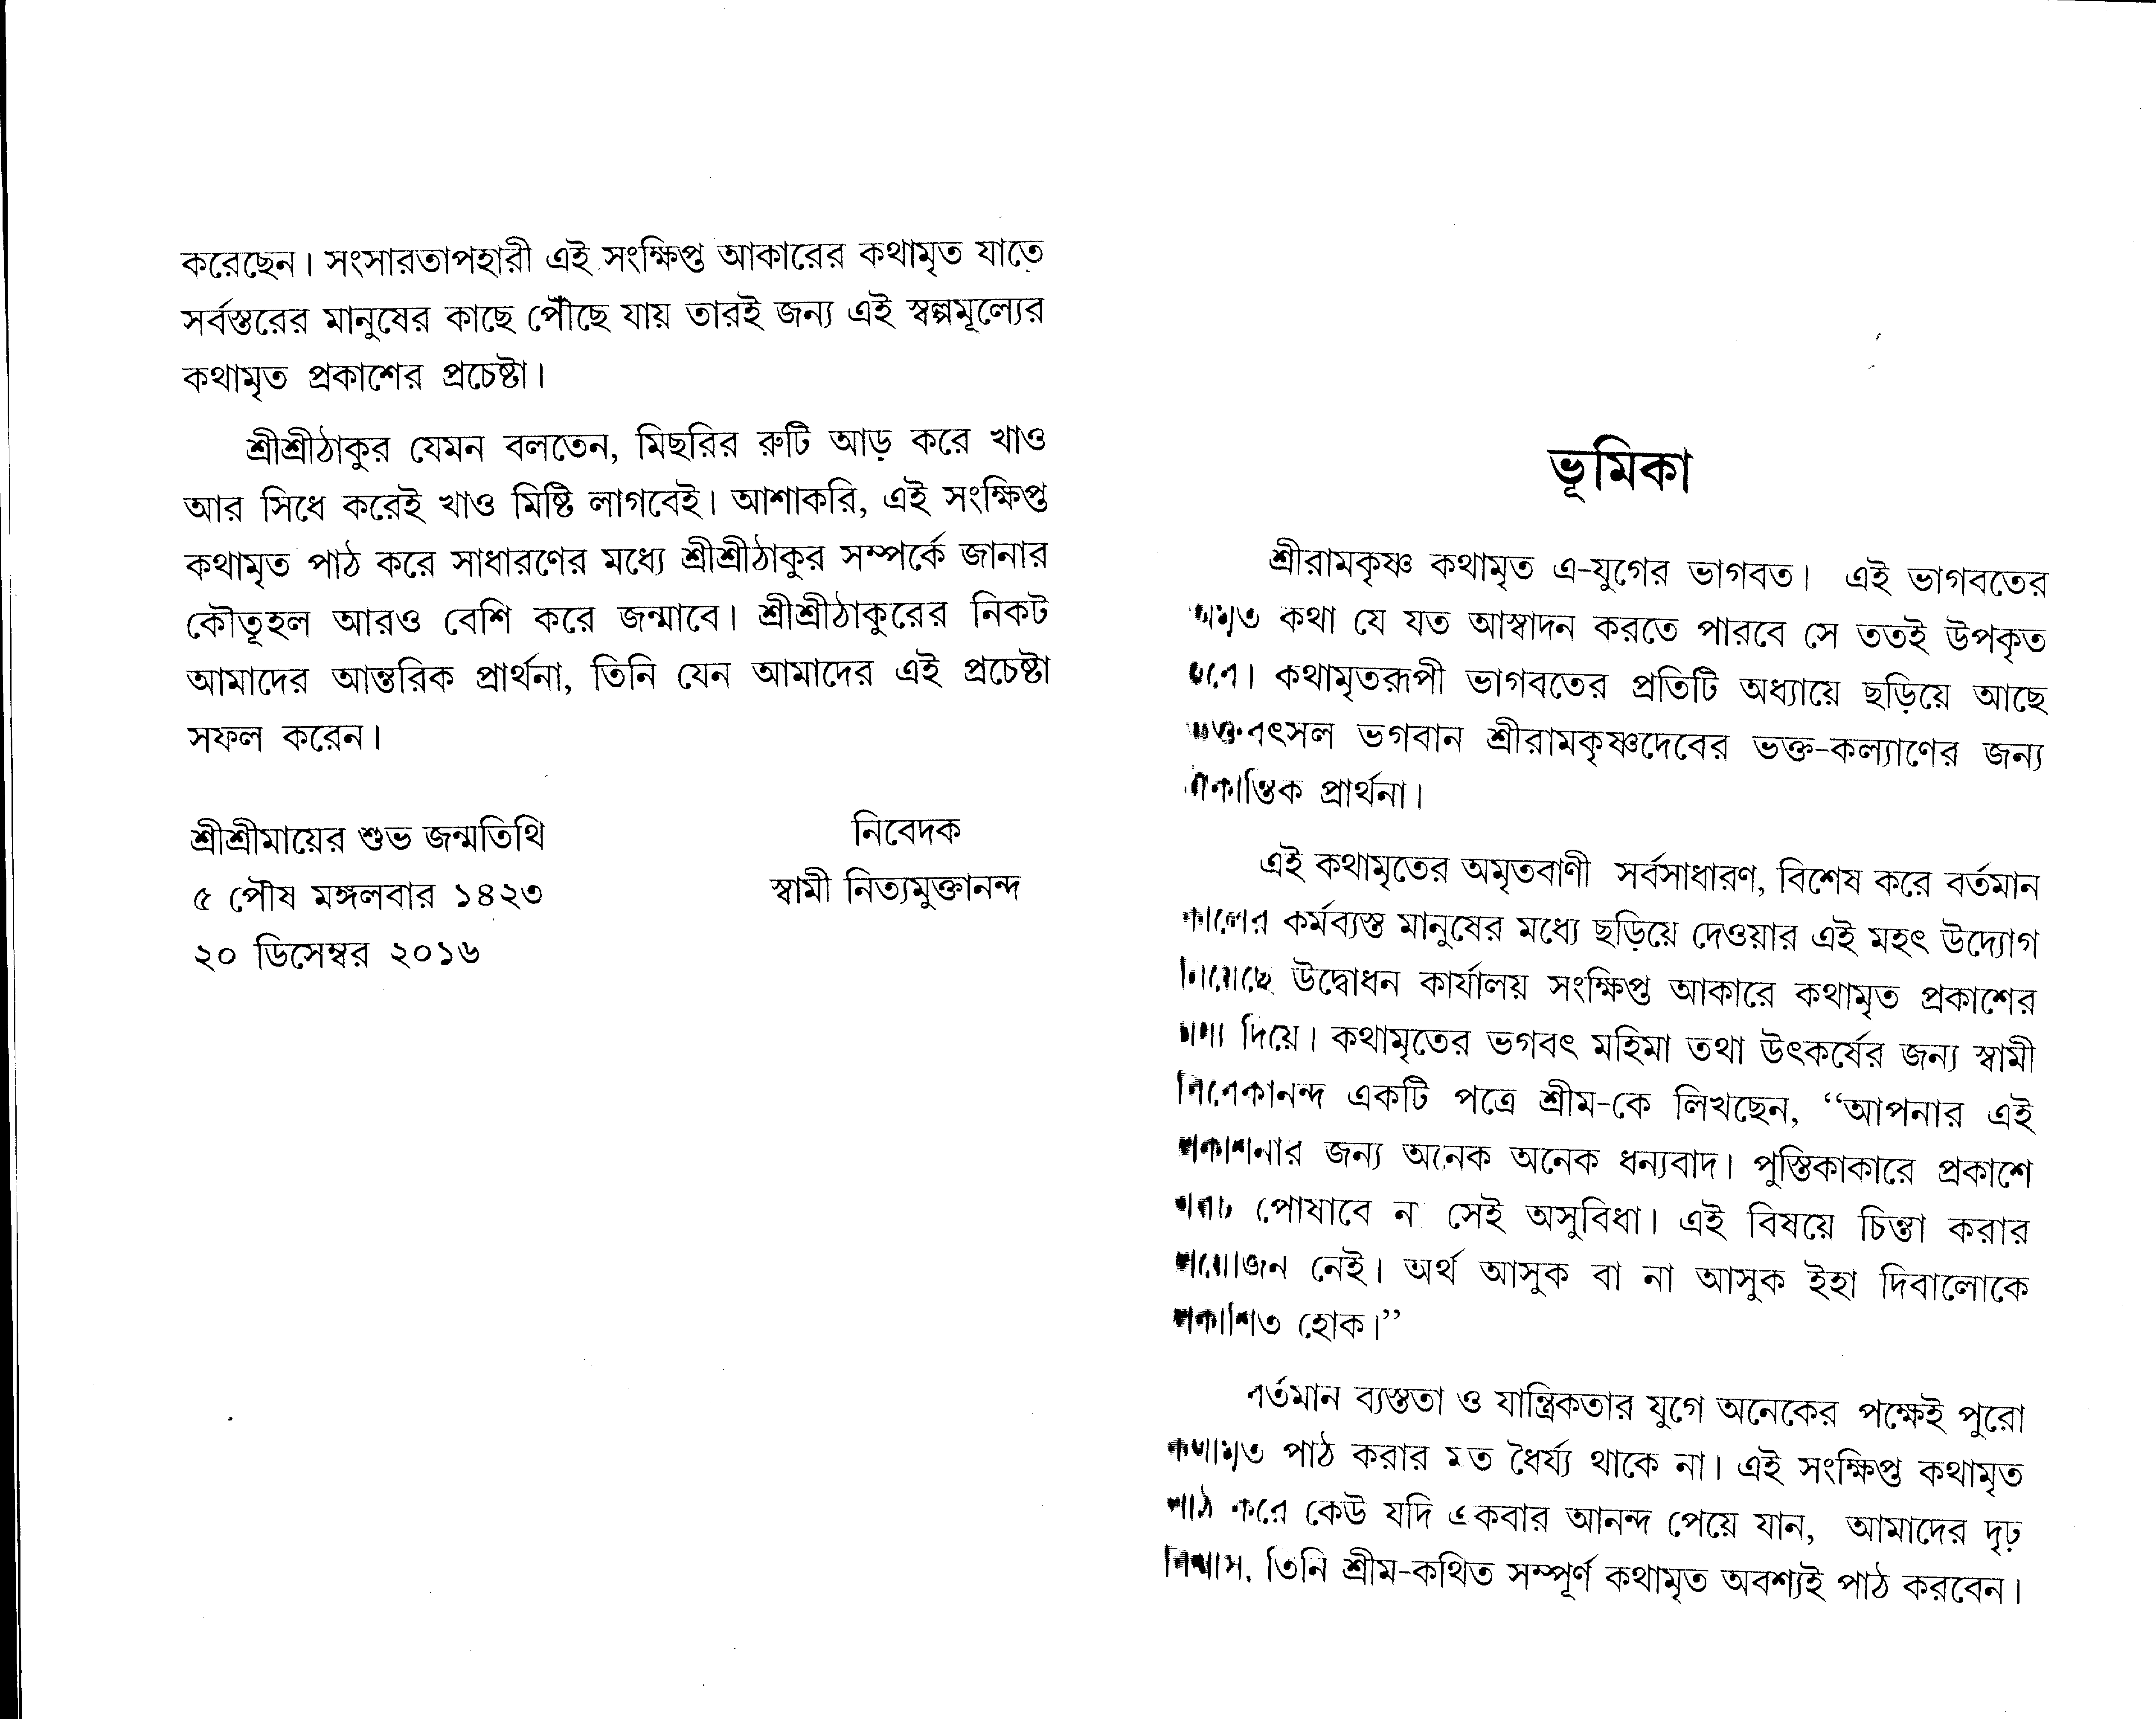 করেছেন। সংসারতাপহারী এই সংক্ষিপ্ত আকারের কথামৃত যাতে
সর্বস্তরের মানুষের কাছে পৌঁছে যায় তারই জন্য এই স্বল্পমূল্যের
কথামৃত প্রকাশের প্রচেষ্টা।
শ্রীশ্রীঠাকুর যেমন বলতেন, মিছরির রুটি আড় করে খাও
আর সিধে করেই খাও মিষ্টি লাগবেই। আশাকরি, এই সংক্ষিপ্ত
কথামৃত পাঠ করে সাধারণের মধ্যে শ্রীশ্রীঠাকুর সম্পর্কে জানার
কৌতূহল আরও বেশি করে জন্মাবে। শ্রীশ্রীঠাকুরের নিকট
আমাদের আন্তরিক প্রার্থনা, তিনি যেন আমাদের এই প্রচেষ্টা
সফল করেন।
শ্রীশ্রীমায়ের শুভ জন্মতিথি
৫ পৌষ মঙ্গলবার ১৪২৩
২০ ডিসেম্বর ২০১৬
নিবেদক
স্বামী নিত্যমুক্তানন্দ
ভূমিকা
শ্রীরামকৃষ্ণ কথামৃত এ-যুগের ভাগবত। এই ভাগবতের
অমৃত কথা যে যত আস্বাদন করতে পারবে সে ততই উপকৃত
হবে। কথামৃতরূপী ভাগবতের প্রতিটি অধ্যায়ে ছড়িয়ে আছে
ভক্তবৎসল ভগবান শ্রীরামকৃষ্ণদেবের ভক্ত-কল্যাণের জন্য
ঐকান্তিক প্রার্থনা।
এই কথামৃতের অমৃতবাণী সর্বসাধারণ, বিশেষ করে বর্তমান
কালের কর্মব্যস্ত মানুষের মধ্যে ছড়িয়ে দেওয়ার এই মহৎ উদ্যোগ
নিয়েছে উদ্বোধন কার্যালয় সংক্ষিপ্ত আকারে কথামৃত প্রকাশের
দিয়ে। কথামৃতের ভগবৎ মহিমা তথা উৎকর্ষের জন্য স্বামী
বিবেকানন্দ একটি পত্রে শ্রীম-কে লিখছেন, “আপনার এই
প্রকাশনার জন্য অনেক অনেক ধন্যবাদ। পুস্তিকাকারে প্রকাশে
খরচ পোষাবে না সেই অসুবিধা। এই বিষয়ে চিন্তা করার
প্রয়োজন নেই। অর্থ আসুক বা না আসুক ইহা দিবালোকে
প্রকাশিত হোক।”
বর্তমান ব্যস্ততা ও যান্ত্রিকতার যুগে অনেকের পক্ষেই পুরো
কথামৃত পাঠ করার মত ধৈর্য্য থাকে না। এই সংক্ষিপ্ত কথামৃত
পাঠ করে কেউ যদি একবার আনন্দ পেয়ে যান, আমাদের দৃঢ়
বিশ্বাস, তিনি শ্রীম-কথিত সম্পূর্ণ কথামৃত অবশ্যই পাঠ করবেন।